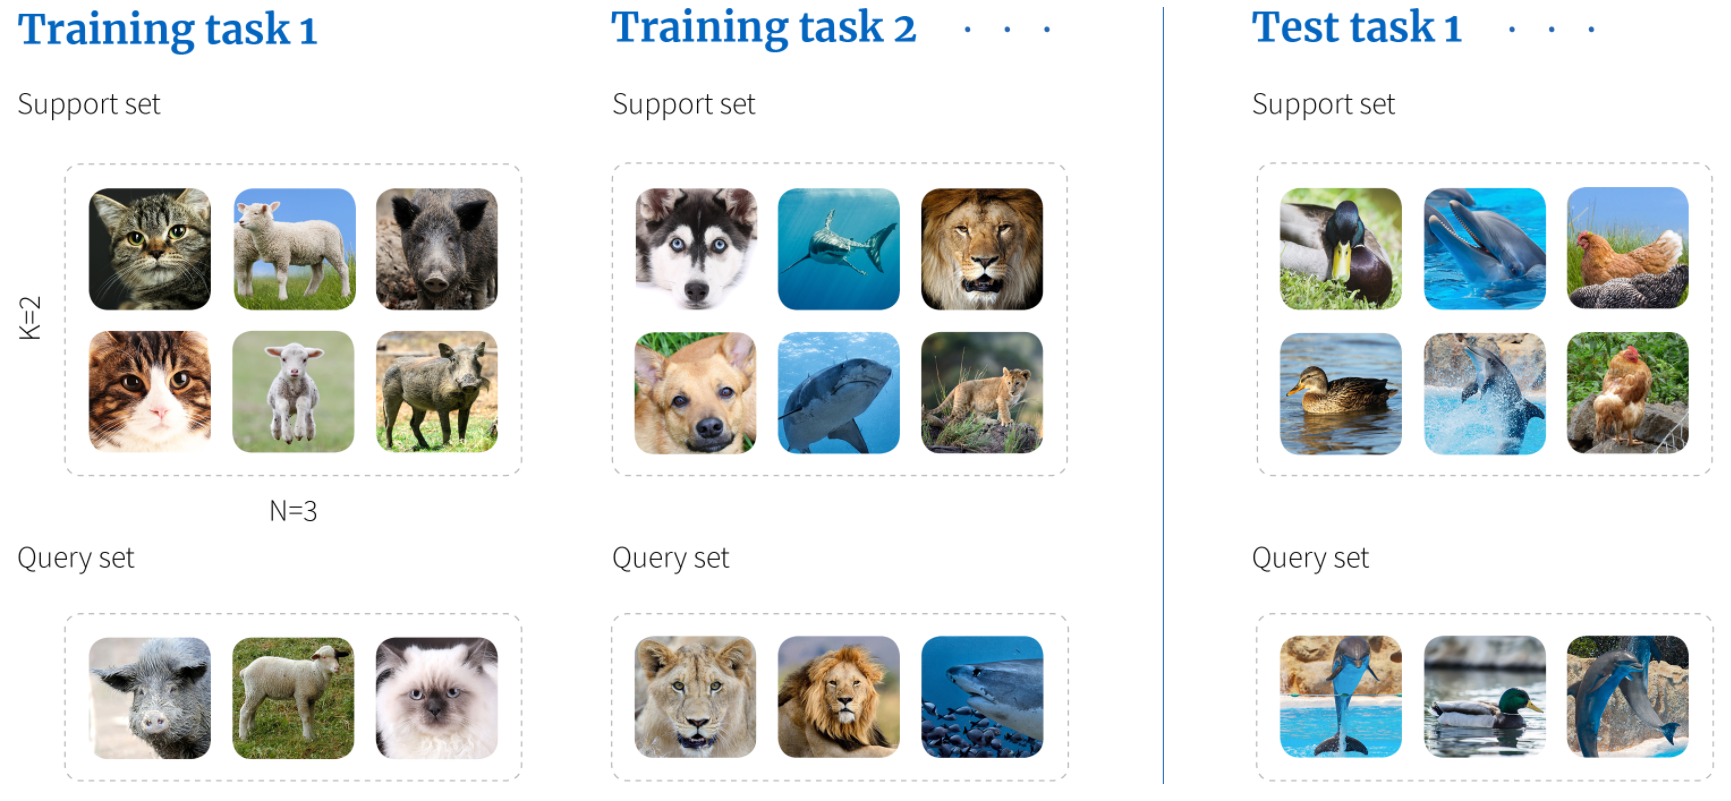 Training task 1
Support set
K=2
N=3
Query set
Training task 2 . . .
Support set
Query set
Test task 1 . . .
Support set
Query set